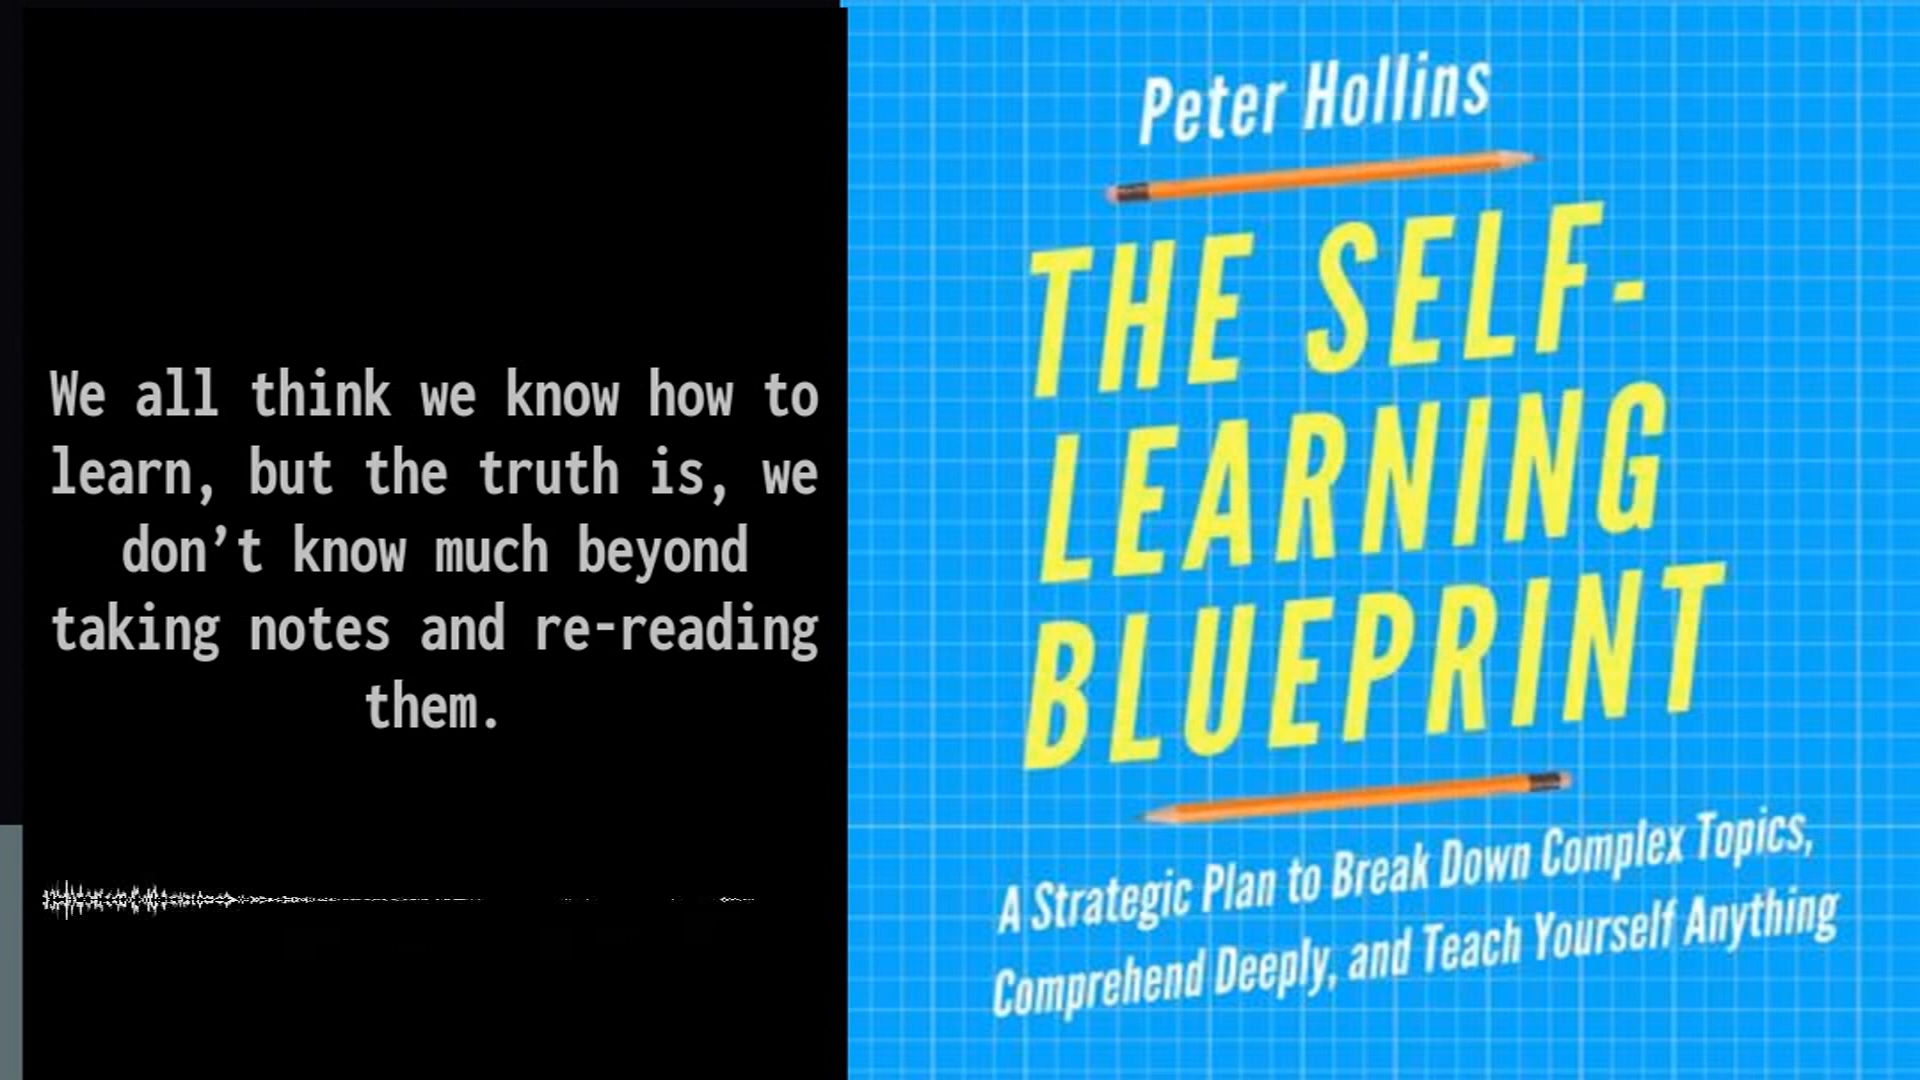 We all think we know how to
learn, but the truth is, we
don’t know much beyond
taking notes and re-reading
them.
Peter Hollins
THE SELF-
LEARNING
BLUEPRINT
A Strategic Plan to Break Down Complex Topics,
Comprehend Deeply, and Teach Yourself Anything